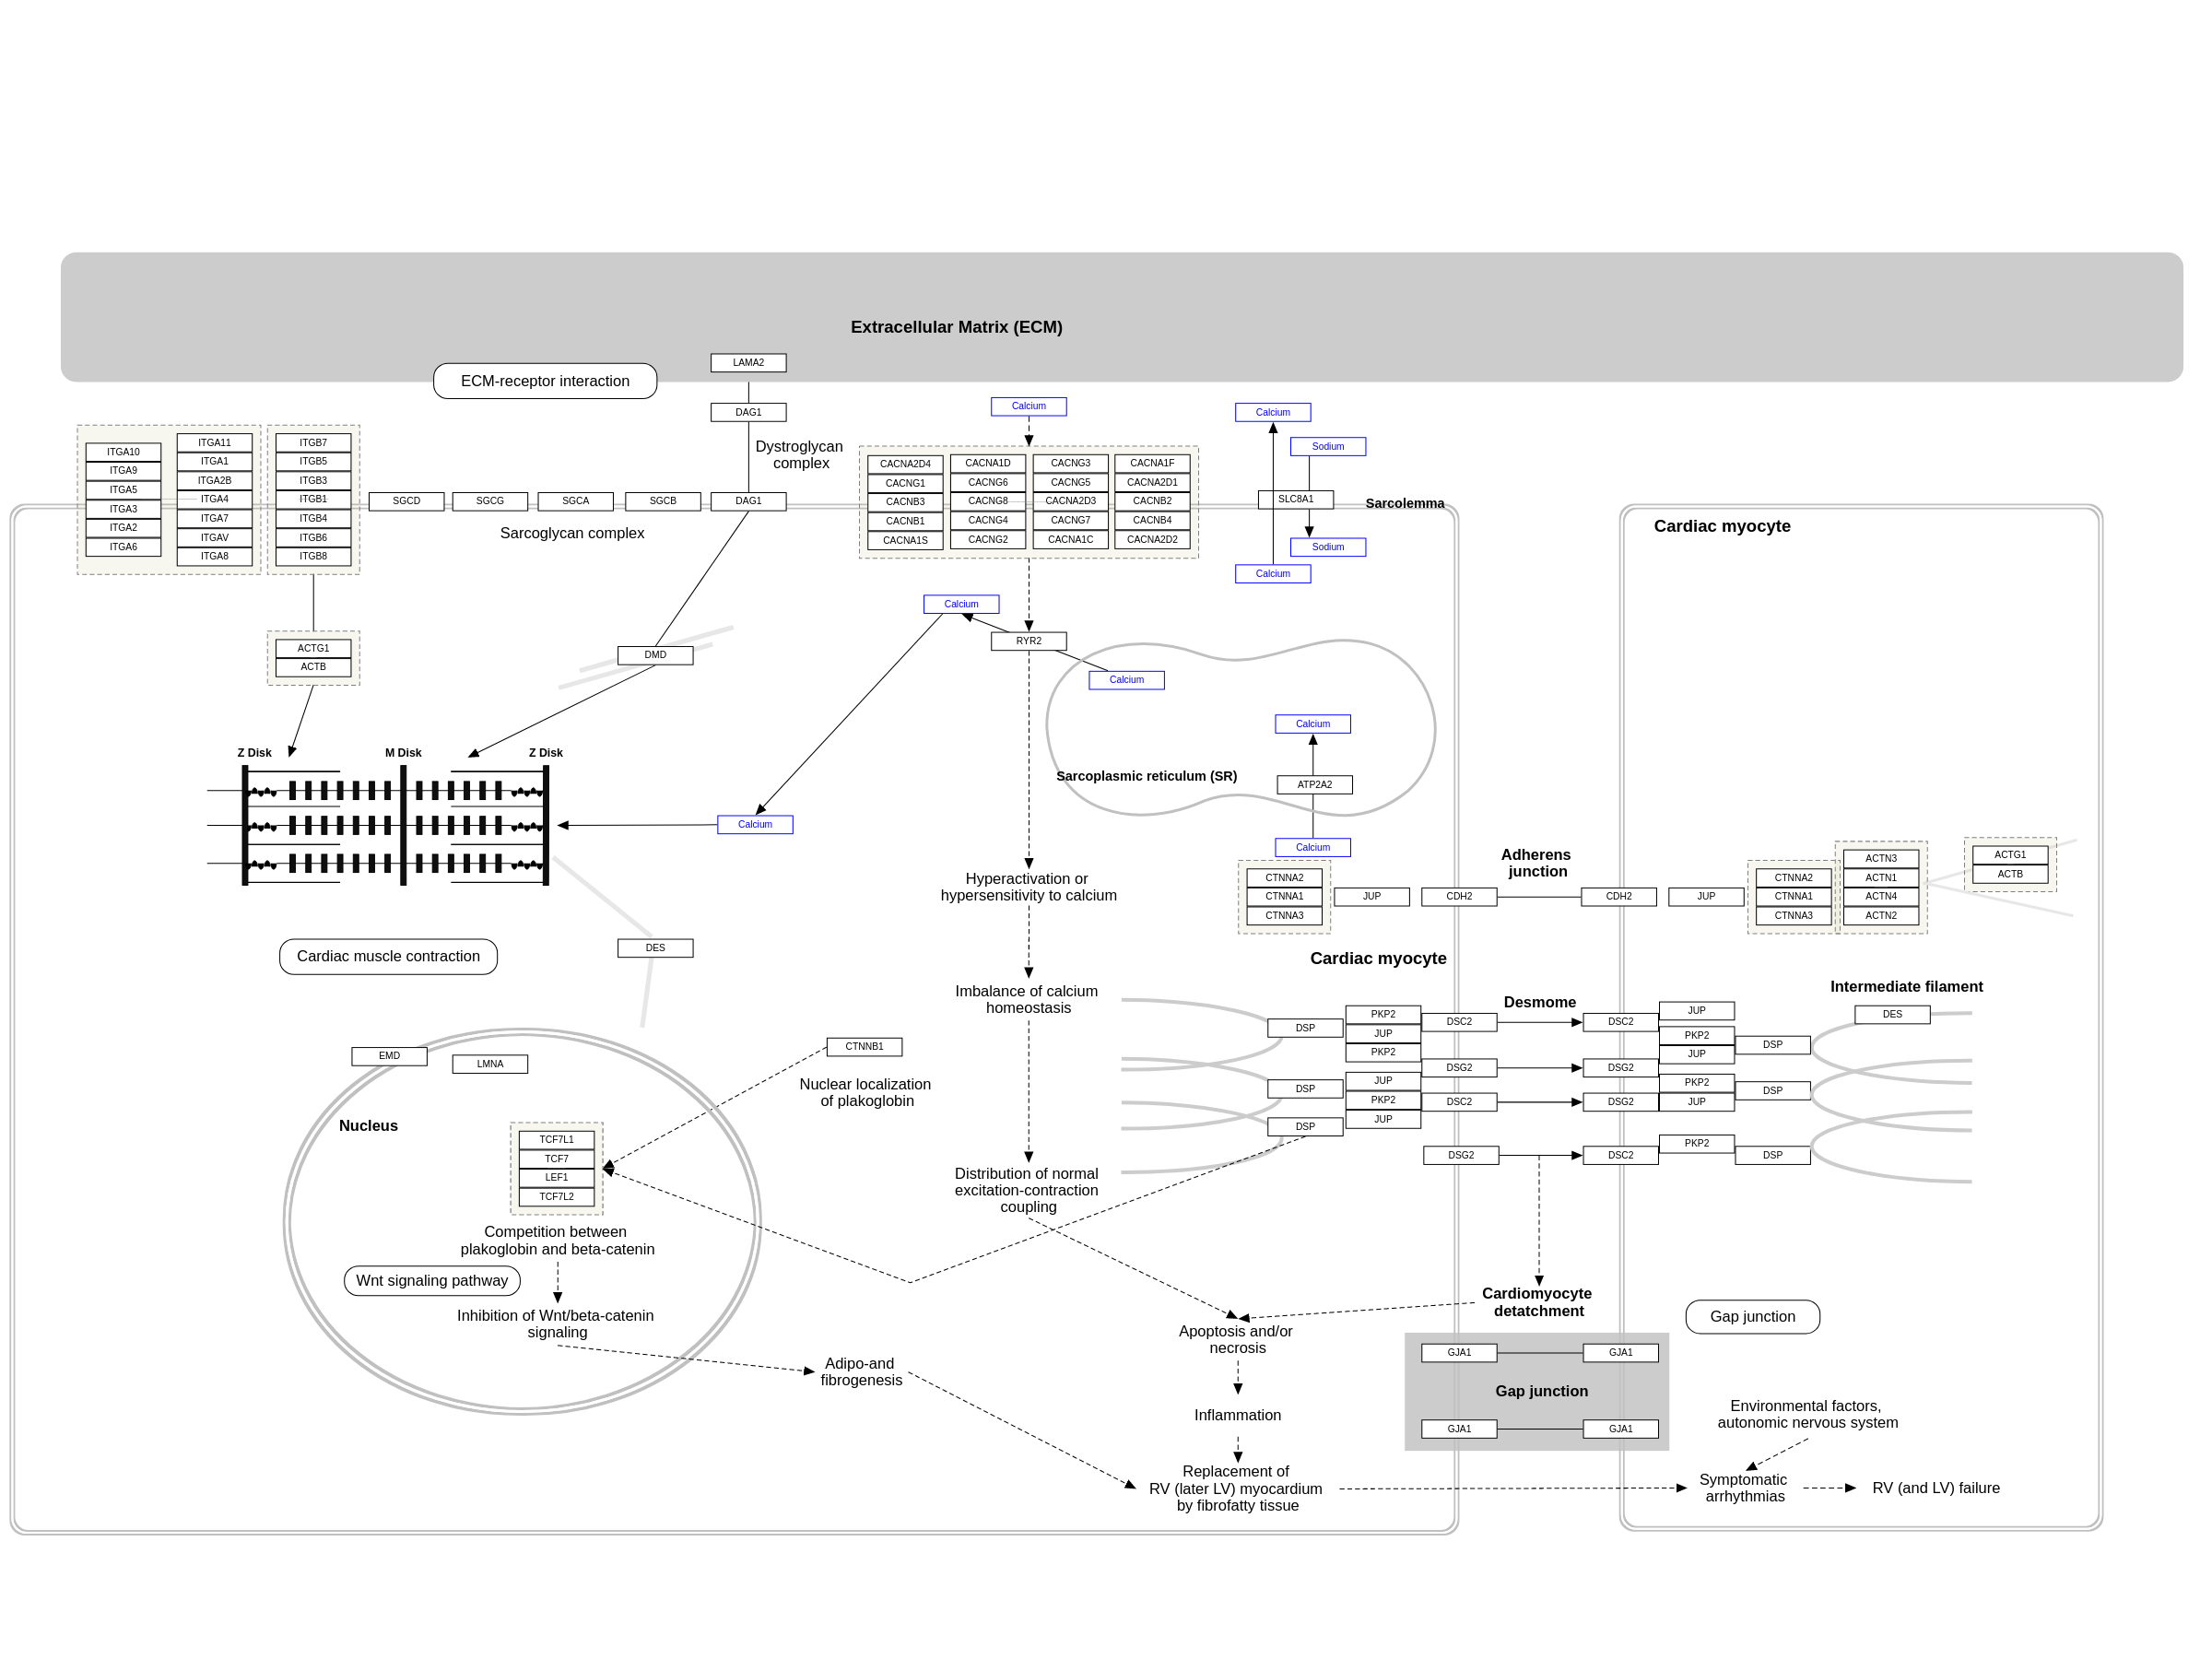 Extracellular Matrix (ECM)
LAMA2
ECM-receptor interaction
DAG1
Dystroglycan
complex
Calcium
Calcium
Sodium
ITGA10
ITGA9
ITGA5
ITGA3
ITGA2
ITGA6
ITGA11
ITGA1
ITGA2B
ITGA4
ITGA7
ITGAV
ITGA8
ITGB7
ITGB5
ITGB3
ITGB1
ITGB4
ITGB6
ITGB8
SGCD
SGCG
SGCA
SGCB
DAG1
Sarcoglycan complex
CACNA2D4
CACNG1
CACNB3
CACNB1
CACNA1S
CACNA1D
CACNG6
CACNG8
CACNG4
CACNG2
CACNG3
CACNG5
CACNA2D3
CACNG7
CACNA1C
CACNA1F
CACNA2D1
CACNB2
CACNB4
CACNA2D2
SLC8A1
Sarcolemma
Sodium
Calcium
Cardiac myocyte
Calcium
RYR2
Calcium
ACTG1
ACTB
DMD
Calcium
Sarcoplasmic reticulum (SR)
ATP2A2
Calcium
Z Disk
M Disk
Z Disk
Calcium
Hyperactivation or
hypersensitivity to calcium
CTNNA2
CTNNA1
CTNNA3
JUP
CDH2
Adherens
junction
CDH2
JUP
CTNNA2
CTNNA1
CTNNA3
ACTN3
ACTN1
ACTN4
ACTN2
ACTG1
ACTB
Cardiac muscle contraction
DES
Cardiac myocyte
Imbalance of calcium
homeostasis
Desmome
Intermediate filament
DES
DSP
PKP2
JUP
PKP2
DSC2
DSC2
JUP
PKP2
JUP
DSP
DSG2
DSG2
DSP
JUP
PKP2
JUP
DSC2
DSG2
PKP2
JUP
DSP
DSP
DSG2
DSC2
PKP2
DSP
EMD
LMNA
CTNNB1
Nuclear localization
of plakoglobin
Nucleus
TCF7L1
TCF7
LEF1
TCF7L2
Competition between
plakoglobin and beta-catenin
Wnt signaling pathway
Inhibition of Wnt/beta-catenin
signaling
Distribution of normal
excitation-contraction
coupling
Cardiomyocyte
detatchment
Gap junction
Apoptosis and/or
necrosis
Adipo-and
fibrogenesis
GJA1
GJA1
Gap junction
GJA1
GJA1
Inflammation
Environmental factors,
autonomic nervous system
Replacement of
RV (later LV) myocardium
by fibrofatty tissue
Symptomatic
arrhythmias
RV (and LV) failure